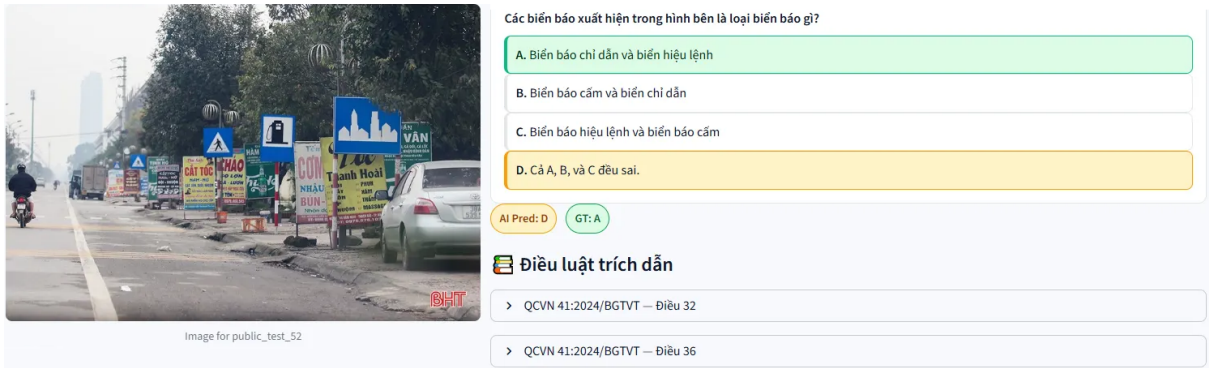 Các biển báo xuất hiện trong hình bên là loại biển báo gì?
A. Biển báo chỉ dẫn và biển hiệu lệnh
B. Biển báo cấm và biển chỉ dẫn
C. Biển báo hiệu lệnh và biển báo cấm
D. Cả A, B, và C đều sai.
AI Pred: D
GT: A
Điều luật trích dẫn
QCVN 41:2024/BGTVT — Điều 32
QCVN 41:2024/BGTVT — Điều 36
CẮT TÓC
CHÁO
CƠM
NHẬU
BÚN
Thanh Hoài
VÂN
BHT
Image for public_test_52